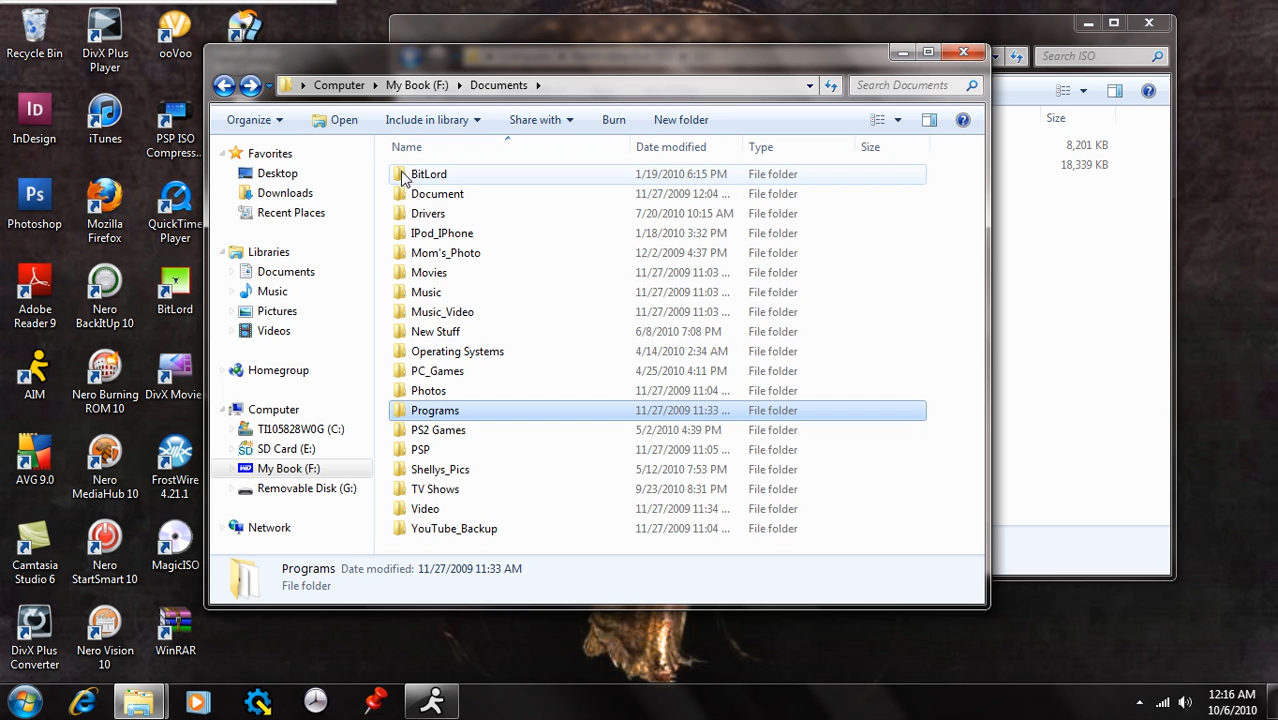 Recycle Bin
DivX Plus Player
ooVoo
InDesign
iTunes
PSP ISO Compress...
Photoshop
Mozilla Firefox
QuickTime Player
Adobe Reader 9
Nero BackItUp 10
BitLord
AIM
Nero Burning ROM 10
DivX Movie
AVG 9.0
Nero MediaHub 10
FrostWire 4.21.1
Camtasia Studio 6
Nero StartSmart 10
MagicISO
DivX Plus Converter
Nero Vision 10
WinRAR
Search ISO
Size
8,201 KB
18,339 KB
Computer My Book (F:) Documents
Search Documents
Organize Open Include in library Share with Burn New folder
Name Date modified Type Size
Favorites
Desktop
Downloads
Recent Places
Libraries
Documents
Music
Pictures
Videos
Homegroup
Computer
TI105828W0G (C:)
SD Card (E:)
My Book (F:)
Removable Disk (G:)
Network
BitLord 1/19/2010 6:15 PM File folder
Document 11/27/2009 12:04 ... File folder
Drivers 7/20/2010 10:15 AM File folder
IPod_IPhone 1/18/2010 3:32 PM File folder
Mom's_Photo 12/2/2009 4:37 PM File folder
Movies 11/27/2009 11:03 ... File folder
Music 11/27/2009 11:03 ... File folder
Music_Video 11/27/2009 11:03 ... File folder
New Stuff 6/8/2010 7:08 PM File folder
Operating Systems 4/14/2010 2:34 AM File folder
PC_Games 4/25/2010 4:11 PM File folder
Photos 11/27/2009 11:04 ... File folder
Programs 11/27/2009 11:33 ... File folder
PS2 Games 5/2/2010 4:39 PM File folder
PSP 11/27/2009 11:05 ... File folder
Shellys_Pics 5/12/2010 7:53 PM File folder
TV Shows 9/23/2010 8:31 PM File folder
Video 11/27/2009 11:34 ... File folder
YouTube_Backup 11/27/2009 11:04 ... File folder
Programs Date modified: 11/27/2009 11:33 AM
File folder
12:16 AM
10/6/2010